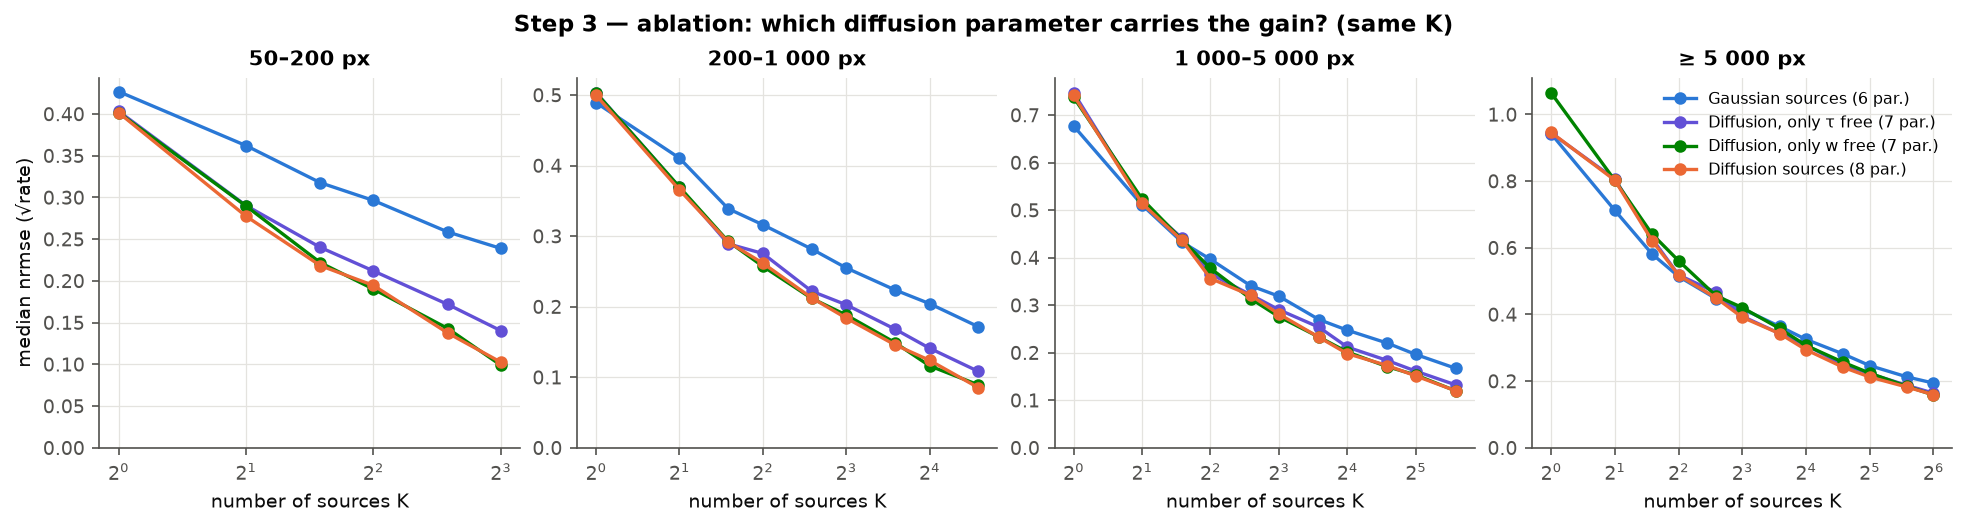 Step 3 — ablation: which diffusion parameter carries the gain? (same K)
50–200 px
200–1 000 px
1 000–5 000 px
≥ 5 000 px
median nrmse (√rate)
0.40
0.35
0.30
0.25
0.20
0.15
0.10
0.05
0.00
2⁰ 2¹ 2² 2³
number of sources K
0.5
0.4
0.3
0.2
0.1
0.0
2⁰ 2¹ 2² 2³ 2⁴
number of sources K
0.7
0.6
0.5
0.4
0.3
0.2
0.1
0.0
2⁰ 2¹ 2² 2³ 2⁴ 2⁵
number of sources K
1.0
0.8
0.6
0.4
0.2
0.0
2⁰ 2¹ 2² 2³ 2⁴ 2⁵ 2⁶
number of sources K
Gaussian sources (6 par.)
Diffusion, only τ free (7 par.)
Diffusion, only w free (7 par.)
Diffusion sources (8 par.)